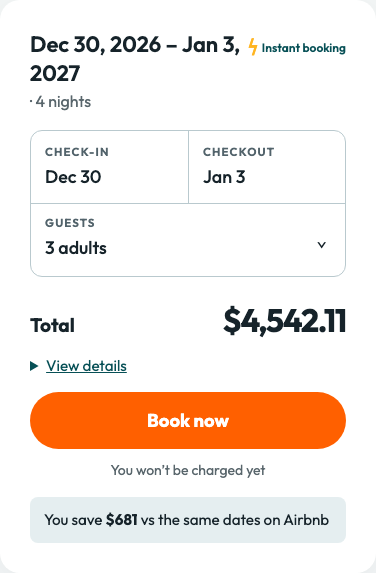 Dec 30, 2026 – Jan 3, Instant booking
2027
· 4 nights
CHECK-IN CHECKOUT
Dec 30 Jan 3
GUESTS
3 adults
Total $4,542.11
View details
Book now
You won't be charged yet
You save $681 vs the same dates on Airbnb